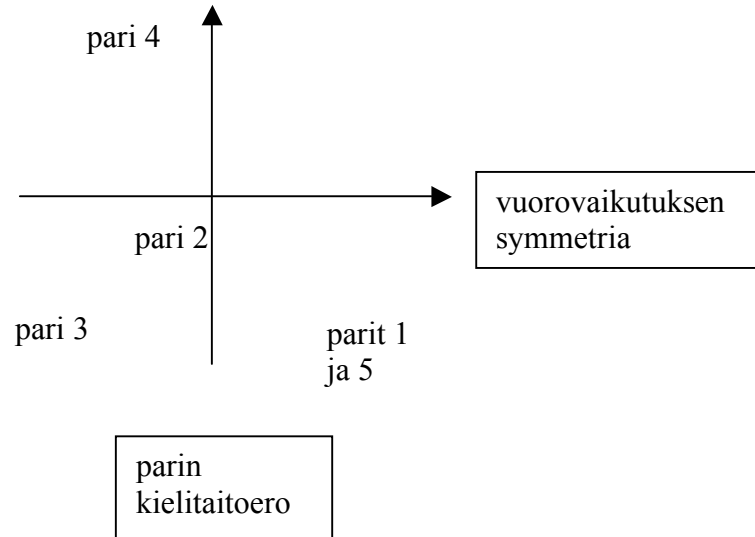 pari 4
vuorovaikutuksen
symmetria
pari 2
pari 3
parit 1
ja 5
parin
kielitaitoero